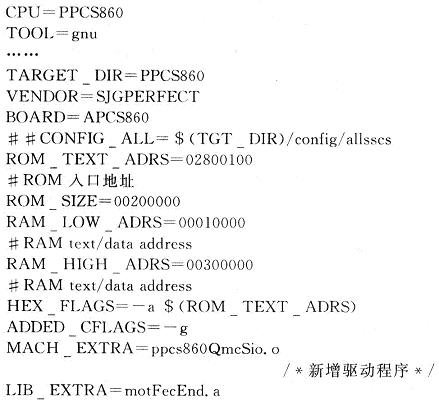 CPU=PPCS860
TOOL=gnu
……
TARGET_DIR=PPCS860
VENDOR=SJGPERFECT
BOARD=APCS860
##CONFIG_ALL=$(TGT_DIR)/config/allsscs
ROM_TEXT_ADRS=02800100
#ROM 入口地址
ROM_SIZE=00200000
RAM_LOW_ADRS=00010000
#RAM text/data address
RAM_HIGH_ADRS=00300000
#RAM text/data address
HEX_FLAGS=-a $(ROM_TEXT_ADRS)
ADDED_CFLAGS=-g
MACH_EXTRA=ppcs860QmcSio.o
/*新增驱动程序*/
LIB_EXTRA=motFecEnd.a